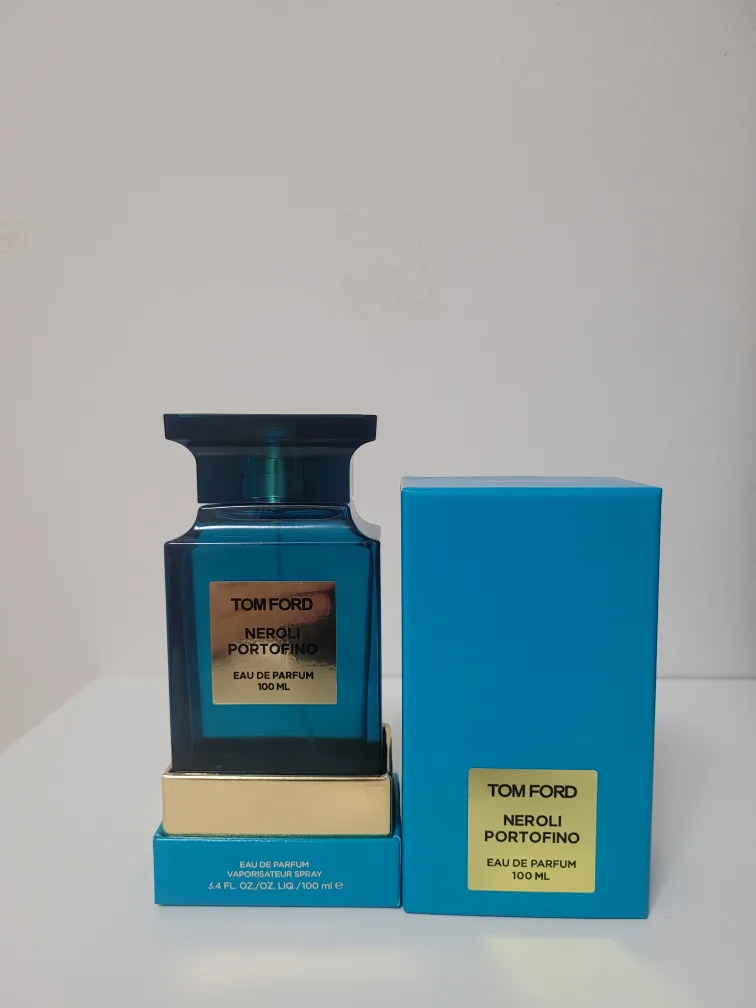 TOM FORD
NEROLI
PORTOFINO
EAU DE PARFUM
100 ML
EAU DE PARFUM
VAPORISATEUR SPRAY
3.4 FL. OZ./OZ. LIQ./100 ml ℮
TOM FORD
NEROLI
PORTOFINO
EAU DE PARFUM
100 ML